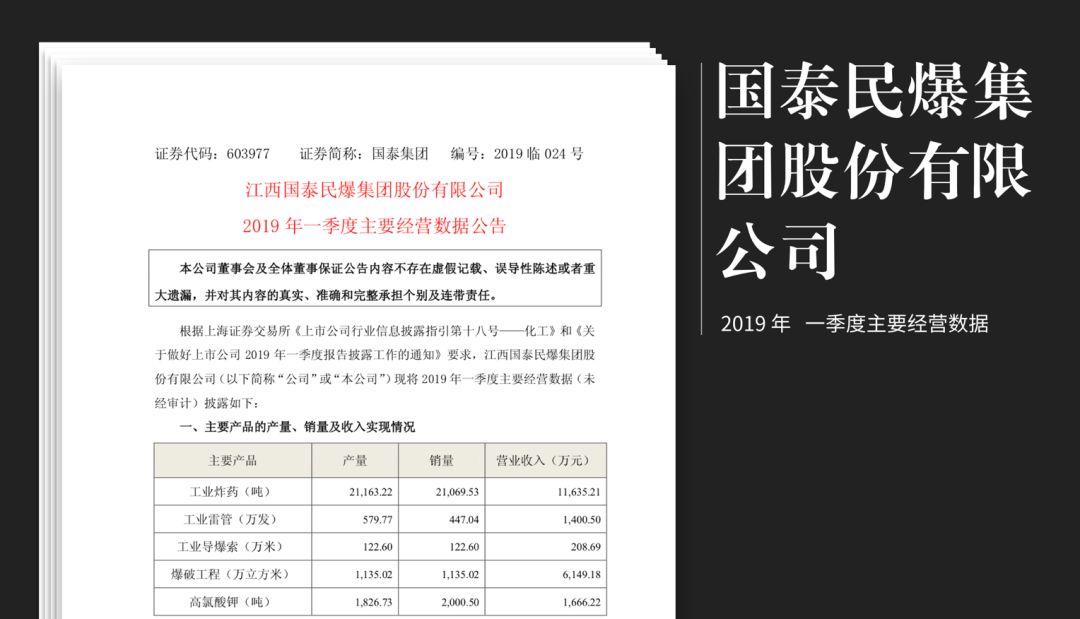 证券代码：603977 证券简称：国泰集团 编号：2019 临 024 号
江西国泰民爆集团股份有限公司
2019 年一季度主要经营数据公告
本公司董事会及全体董事保证公告内容不存在虚假记载、误导性陈述或者重
大遗漏，并对其内容的真实、准确和完整承担个别及连带责任。
根据上海证券交易所《上市公司行业信息披露指引第十八号——化工》和《关
于做好上市公司 2019 年一季度报告披露工作的通知》要求，江西国泰民爆集团股
份有限公司（以下简称“公司”或“本公司”）现将 2019 年一季度主要经营数据（未
经审计）披露如下：
一、主要产品的产量、销量及收入实现情况
主要产品 产量 销量 营业收入（万元）
工业炸药（吨） 21,163.22 21,069.53 11,635.21
工业雷管（万发） 579.77 447.04 1,400.50
工业导爆索（万米） 122.60 122.60 208.69
爆破工程（万立方米） 1,135.02 1,135.02 6,149.18
高氯酸钾（吨） 1,826.73 2,000.50 1,666.22
国泰民爆集
团股份有限
公司
2019 年 一季度主要经营数据